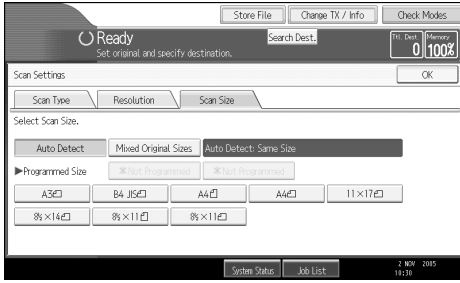 Store File Change TX / Info Check Modes
Ready
Set original and specify destination.
Search Dest.
Ttl. Dest. Memory
0 100%
Scan Settings OK
Scan Type Resolution Scan Size
Select Scan Size.
Auto Detect Mixed Original Sizes Auto Detect: Same Size
▶Programmed Size ✱Not Programmed ✱Not Programmed
A3 B4 JIS A4 A4 11×17
8½×14 8½×11 8½×11
System Status Job List 2 NOV 2005
10:30